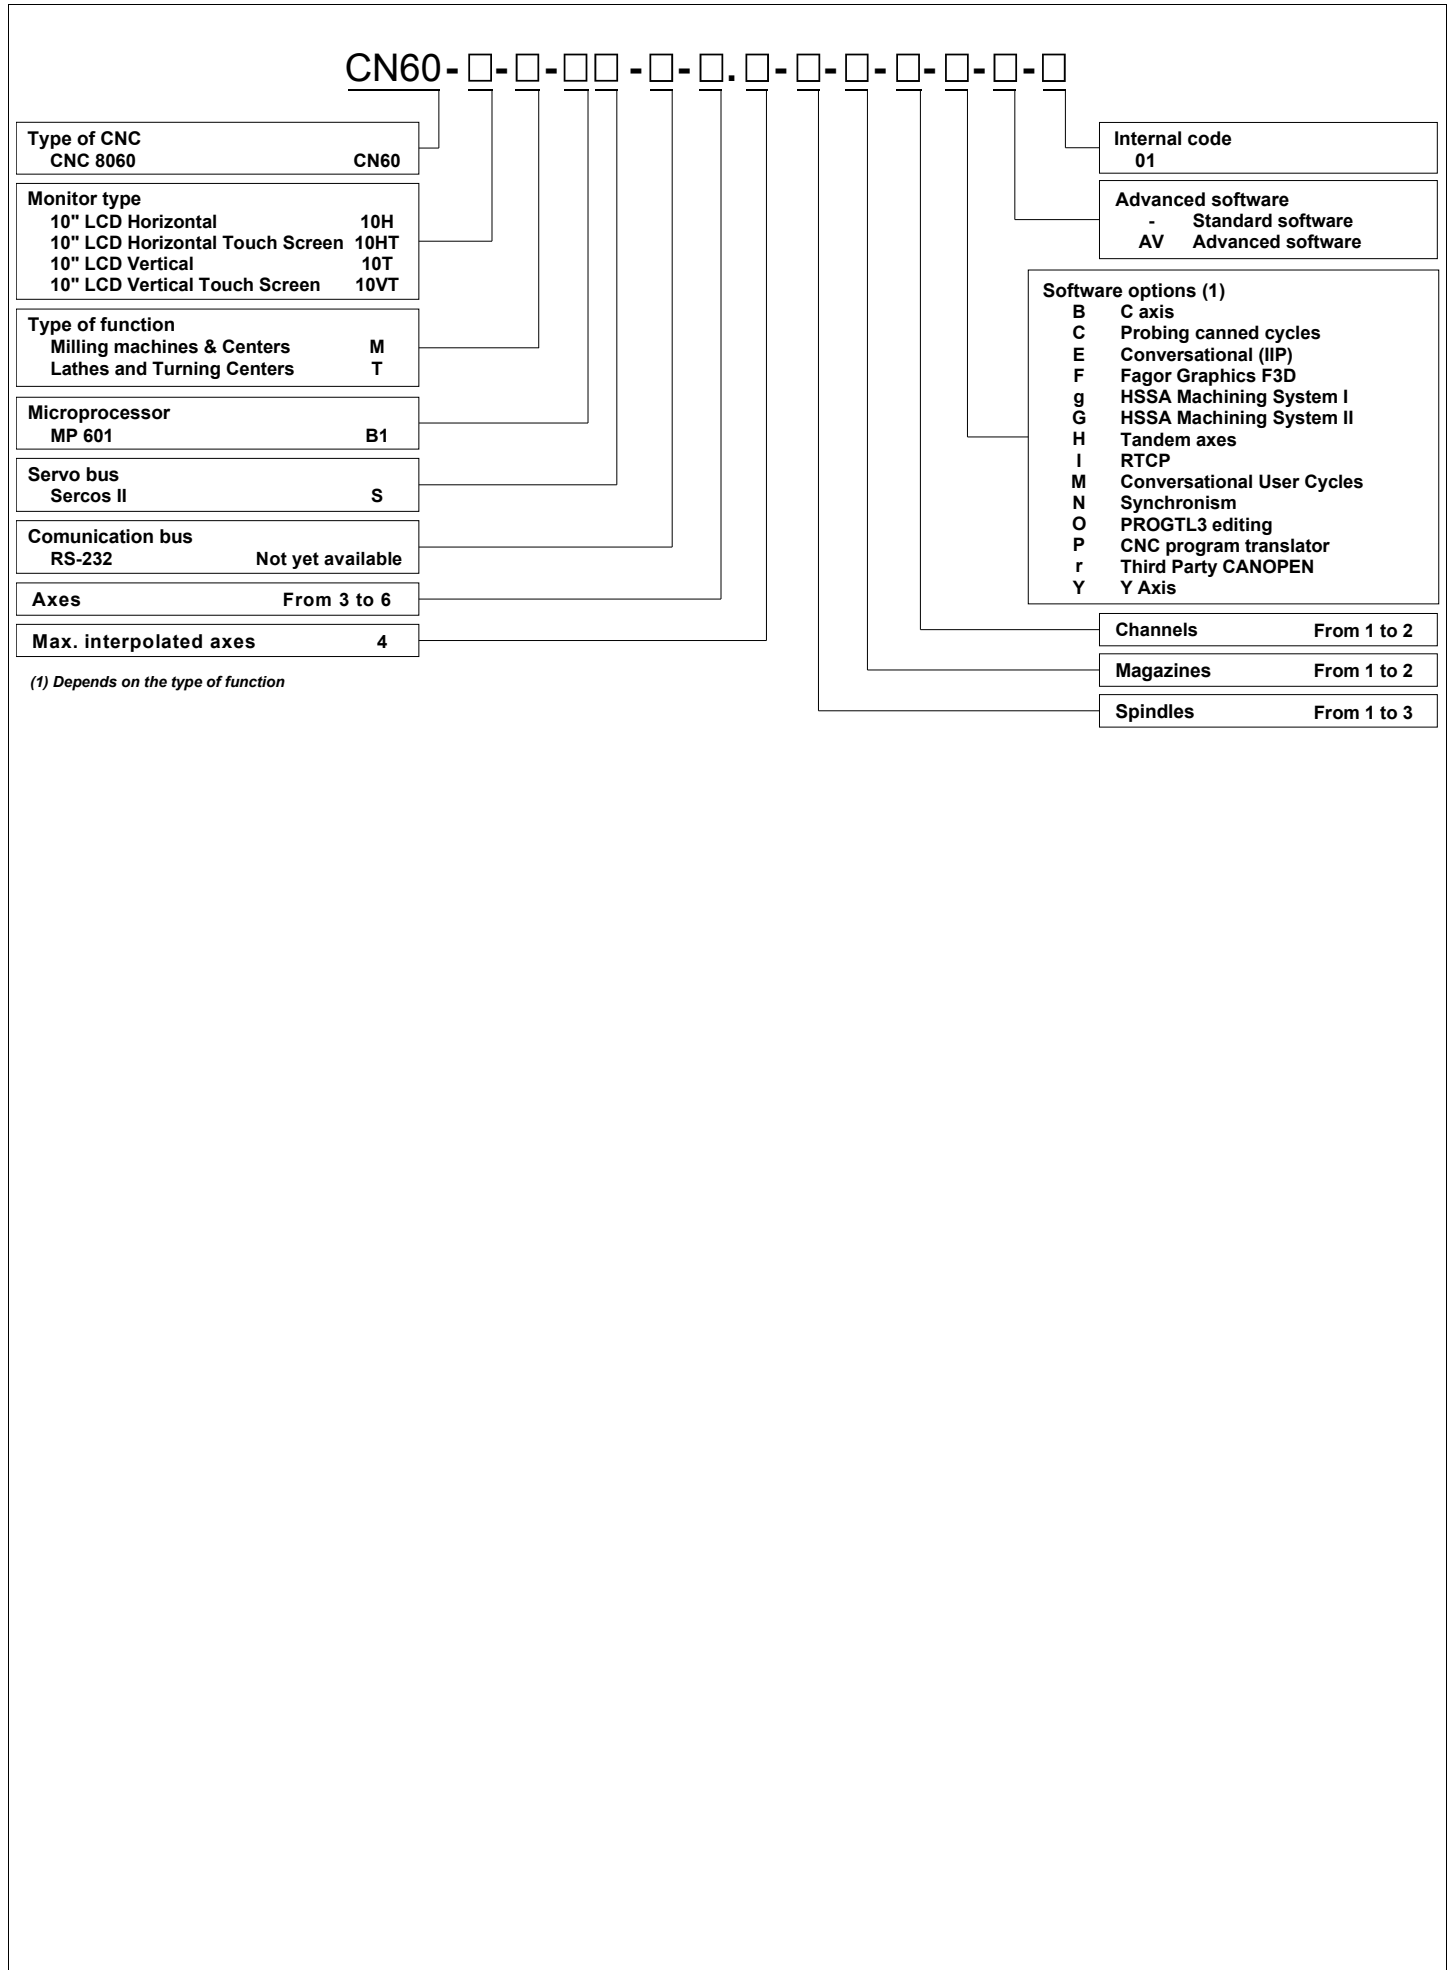 CN60-□-□-□□-□-□.□-□-□-□-□-□-□
Type of CNC
CNC 8060 CN60
Monitor type
10" LCD Horizontal 10H
10" LCD Horizontal Touch Screen 10HT
10" LCD Vertical 10T
10" LCD Vertical Touch Screen 10VT
Type of function
Milling machines & Centers M
Lathes and Turning Centers T
Microprocessor
MP 601 B1
Servo bus
Sercos II S
Comunication bus
RS-232 Not yet available
Axes From 3 to 6
Max. interpolated axes 4
(1) Depends on the type of function
Internal code
01
Advanced software
- Standard software
AV Advanced software
Software options (1)
B C axis
C Probing canned cycles
E Conversational (IIP)
F Fagor Graphics F3D
g HSSA Machining System I
G HSSA Machining System II
H Tandem axes
I RTCP
M Conversational User Cycles
N Synchronism
O PROGTL3 editing
P CNC program translator
r Third Party CANOPEN
Y Y Axis
Channels From 1 to 2
Magazines From 1 to 2
Spindles From 1 to 3